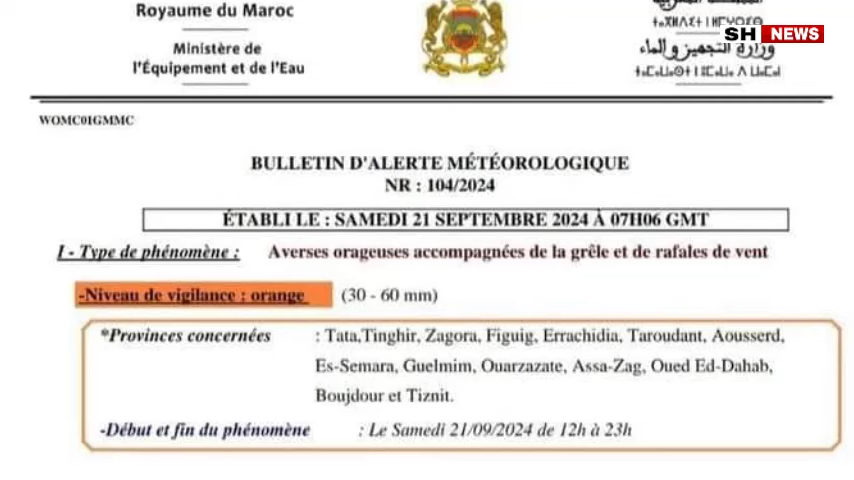 Royaume du Maroc
Ministère de
l'Équipement et de l'Eau
وزارة التجهيز والماء
SH NEWS
WOMC01GMMC
BULLETIN D'ALERTE MÉTÉOROLOGIQUE
NR : 104/2024
ÉTABLI LE : SAMEDI 21 SEPTEMBRE 2024 À 07H06 GMT
I - Type de phénomène : Averses orageuses accompagnées de la grêle et de rafales de vent
-Niveau de vigilance : orange (30 - 60 mm)
*Provinces concernées : Tata,Tinghir, Zagora, Figuig, Errachidia, Taroudant, Aousserd,
Es-Semara, Guelmim, Ouarzazate, Assa-Zag, Oued Ed-Dahab,
Boujdour et Tiznit.
-Début et fin du phénomène : Le Samedi 21/09/2024 de 12h à 23h